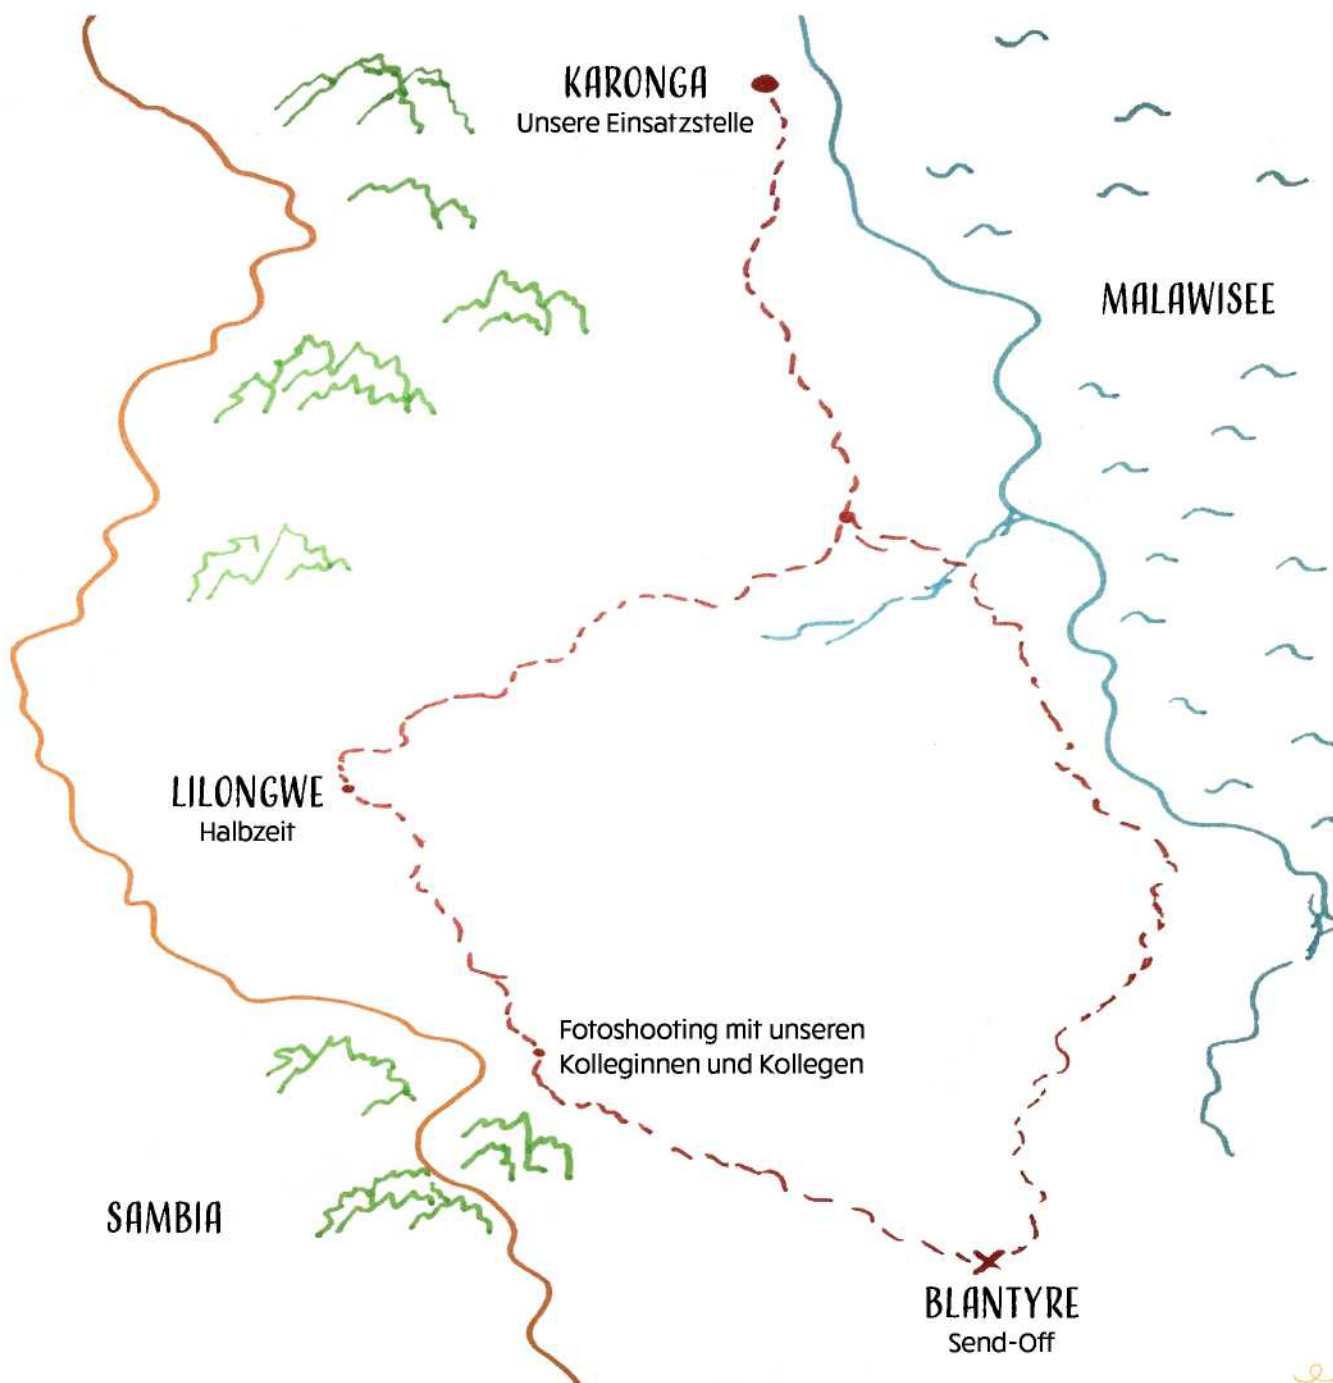 KARONGA
Unsere Einsatzstelle
MALAWISEE
LILONGWE
Halbzeit
Fotoshooting mit unseren
Kolleginnen und Kollegen
SAMBIA
BLANTYRE
Send-Off